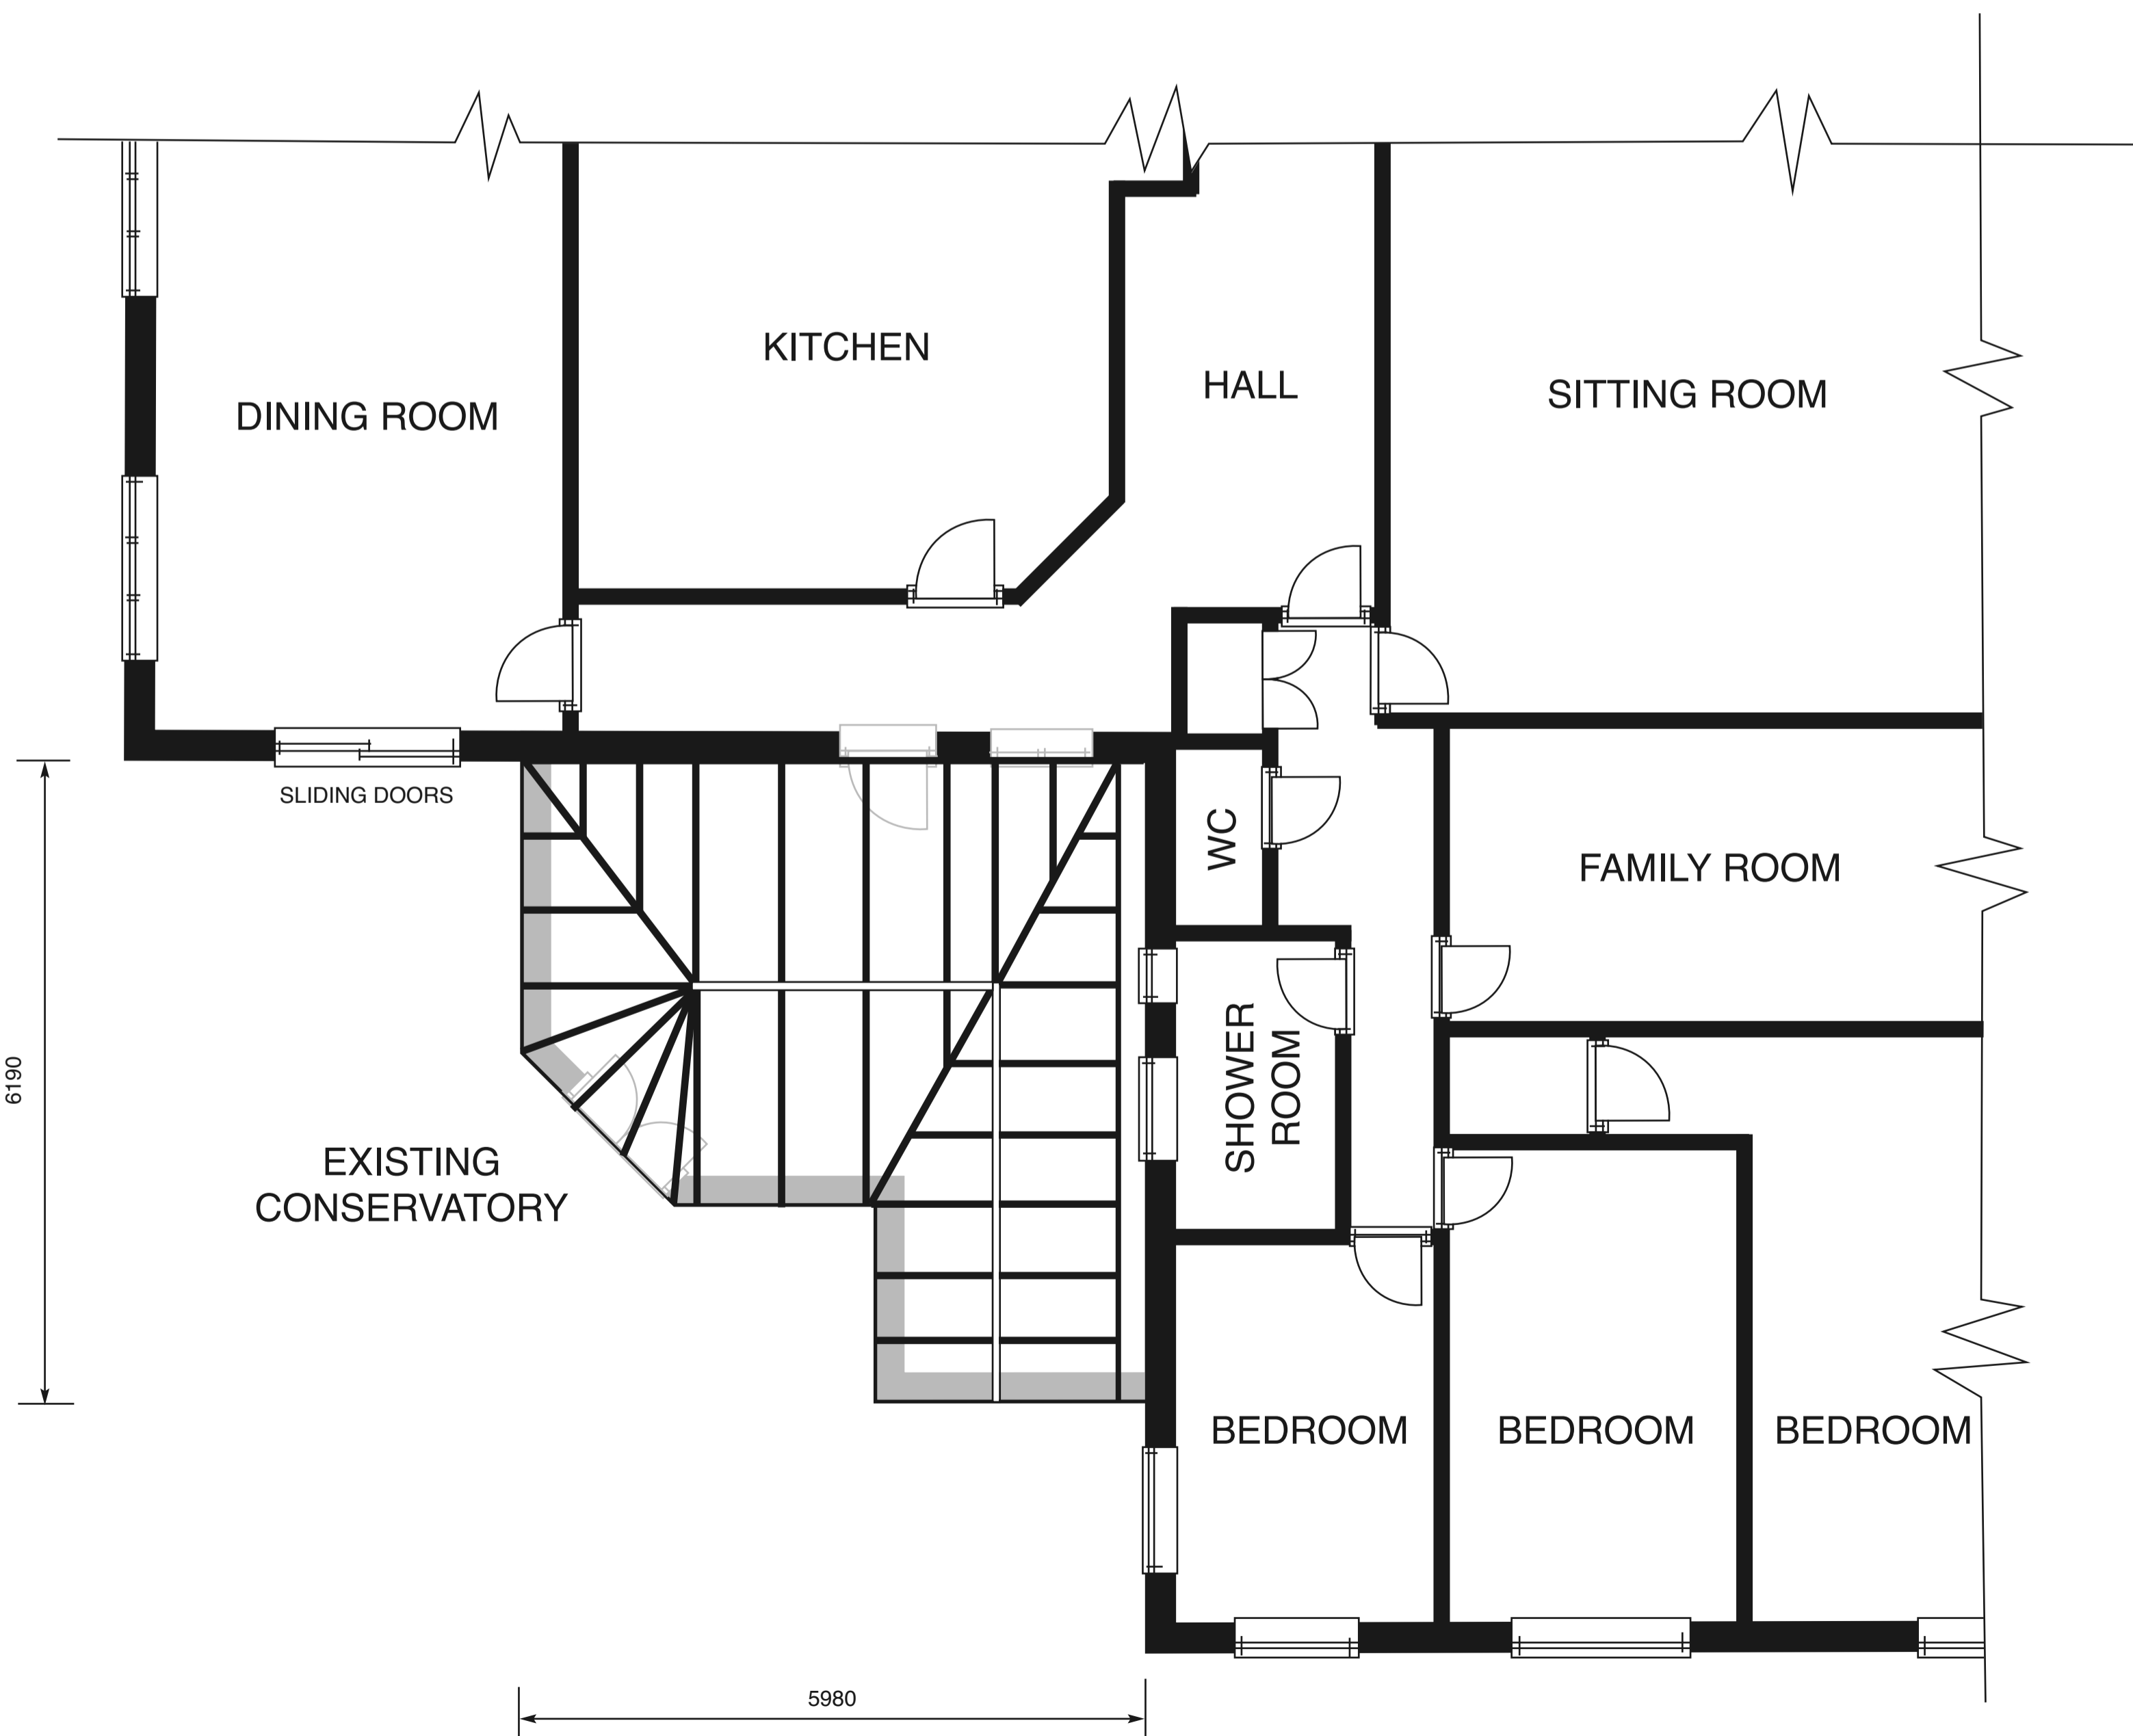 KITCHEN
HALL
DINING ROOM
SITTING ROOM
SLIDING DOORS
WC
FAMILY ROOM
SHOWER
ROOM
6190
EXISTING
CONSERVATORY
BEDROOM
BEDROOM
BEDROOM
5980